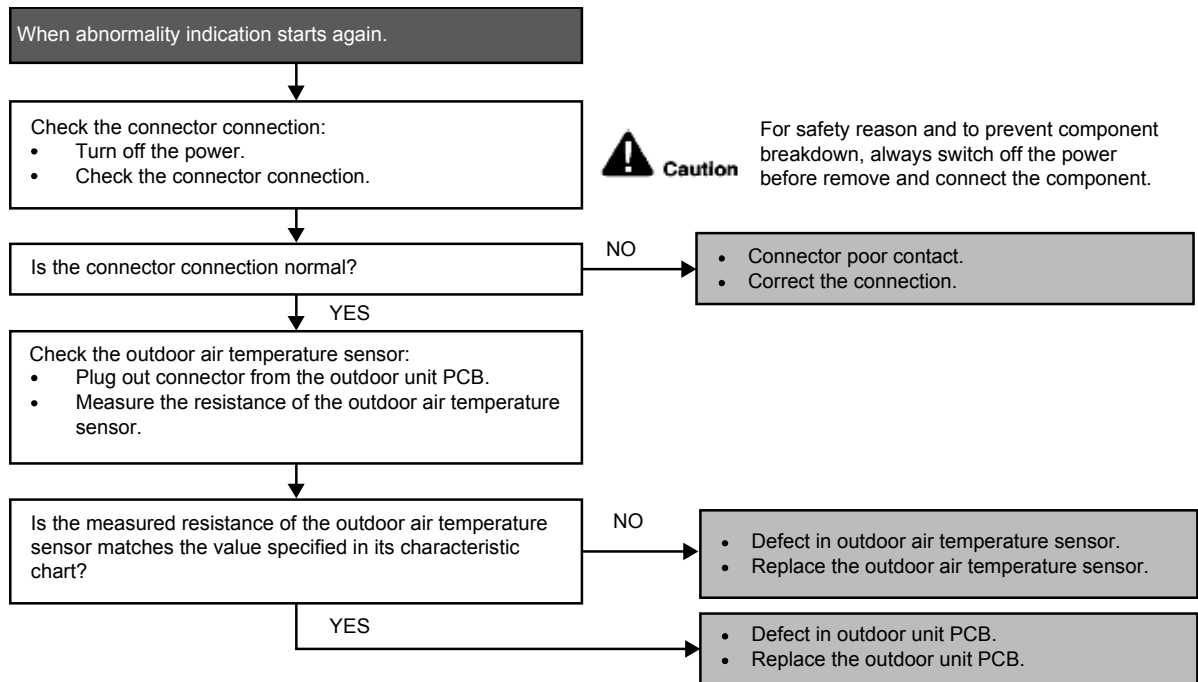 When abnormality indication starts again.
Check the connector connection:
• Turn off the power.
• Check the connector connection.
Caution
For safety reason and to prevent component
breakdown, always switch off the power
before remove and connect the component.
Is the connector connection normal?
NO
• Connector poor contact.
• Correct the connection.
YES
Check the outdoor air temperature sensor:
• Plug out connector from the outdoor unit PCB.
• Measure the resistance of the outdoor air temperature
sensor.
Is the measured resistance of the outdoor air temperature
sensor matches the value specified in its characteristic
chart?
NO
• Defect in outdoor air temperature sensor.
• Replace the outdoor air temperature sensor.
YES
• Defect in outdoor unit PCB.
• Replace the outdoor unit PCB.